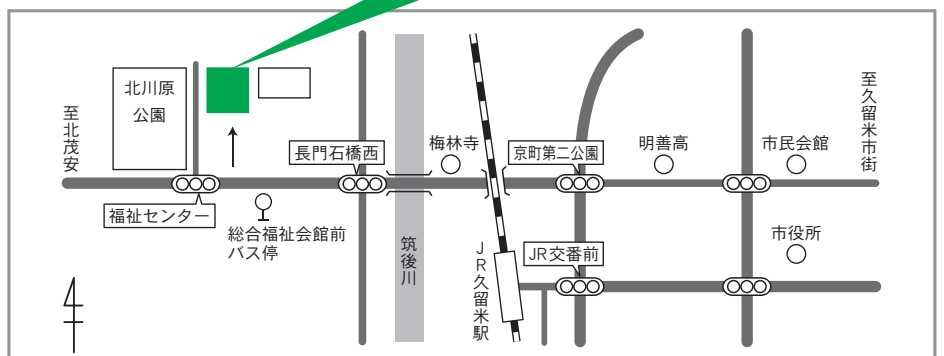 北川原
公園
至北茂安
福祉センター
総合福祉会館前
バス停
長門石橋西
筑後川
梅林寺
JR久留米駅
京町第二公園
JR交番前
明善高
市民会館
市役所
至久留米市街